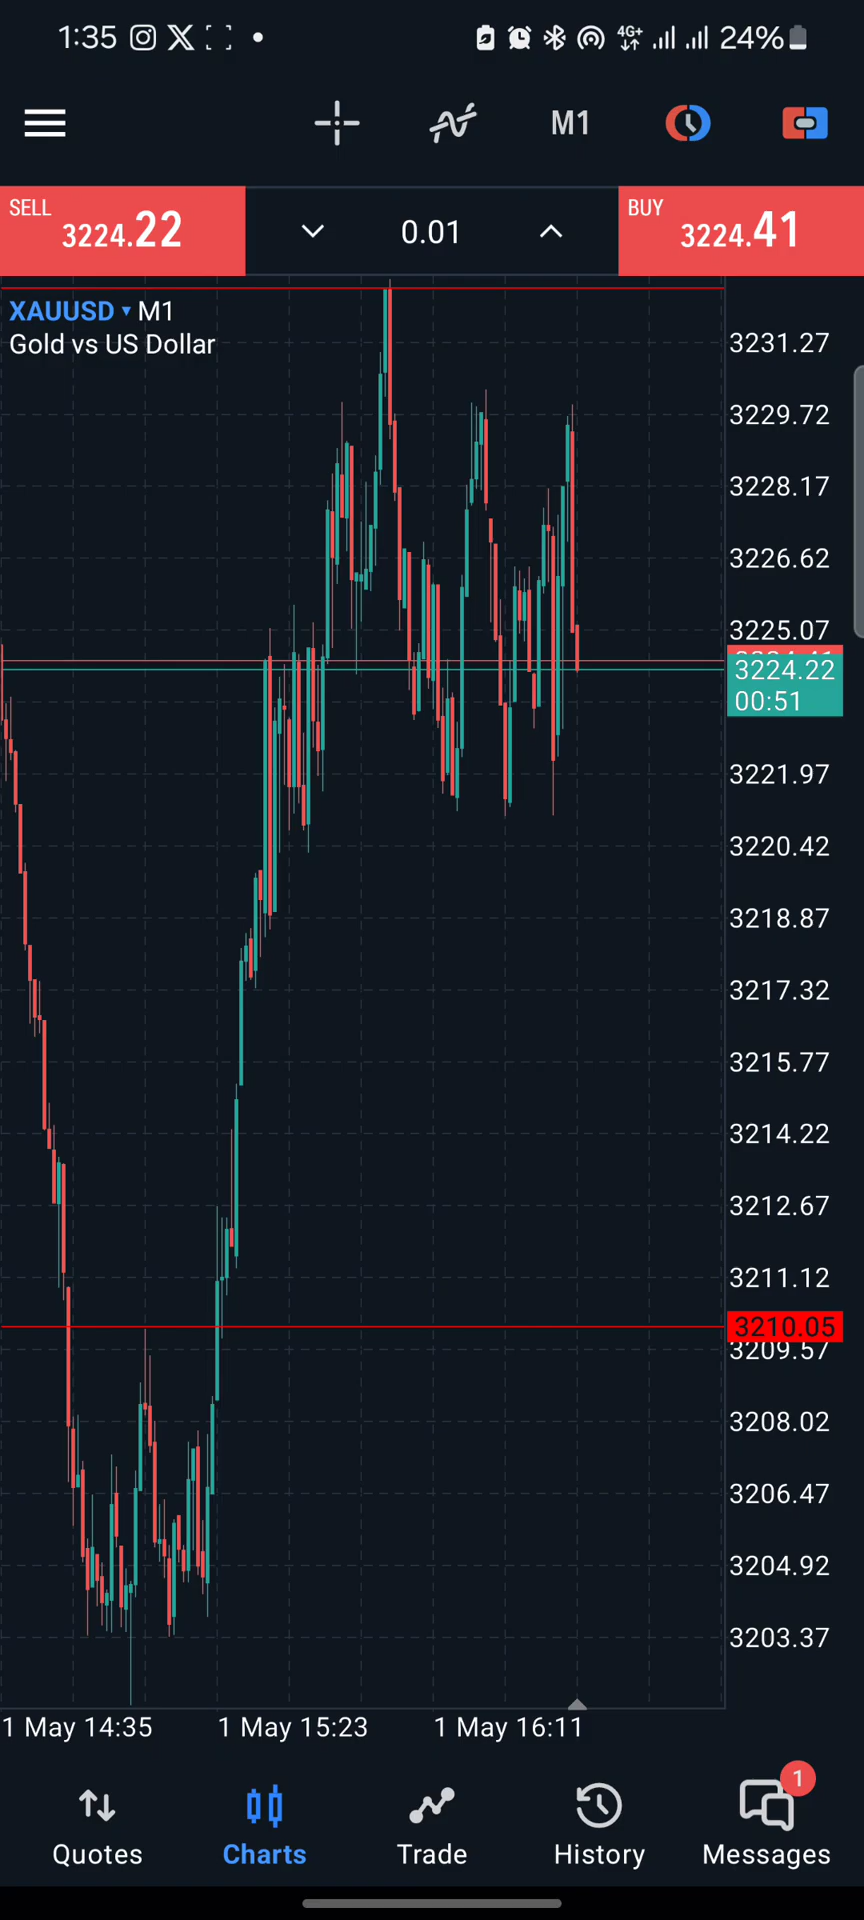 1:35 4G+ 24%
M1
SELL 3224.22
0.01
BUY 3224.41
XAUUSD M1
Gold vs US Dollar
3231.27
3229.72
3228.17
3226.62
3225.07
3224.22
00:51
3221.97
3220.42
3218.87
3217.32
3215.77
3214.22
3212.67
3211.12
3210.05
3209.57
3208.02
3206.47
3204.92
3203.37
1 May 14:35 1 May 15:23 1 May 16:11
1
Quotes Charts Trade History Messages